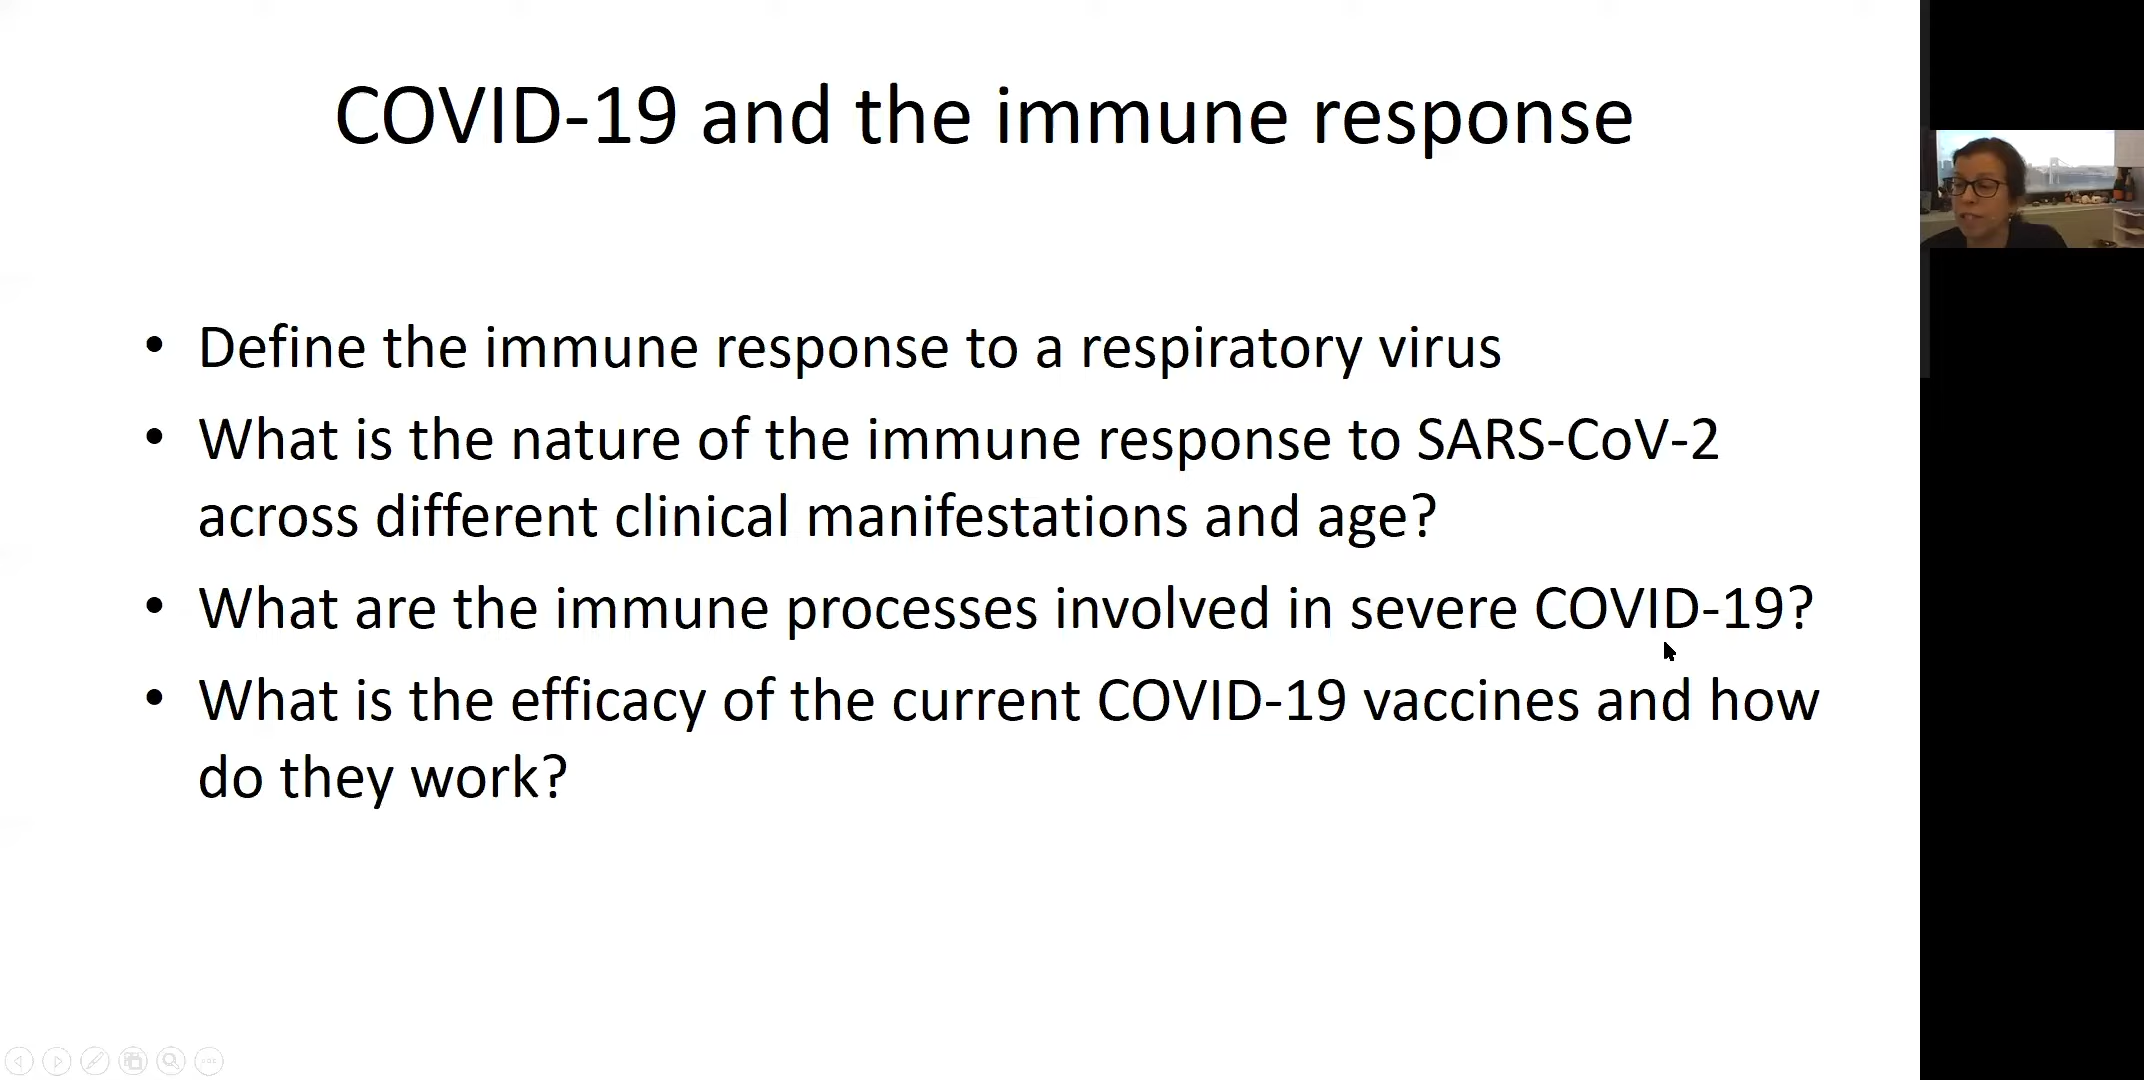 COVID-19 and the immune response
• Define the immune response to a respiratory virus
• What is the nature of the immune response to SARS-CoV-2
across different clinical manifestations and age?
• What are the immune processes involved in severe COVID-19?
• What is the efficacy of the current COVID-19 vaccines and how
do they work?